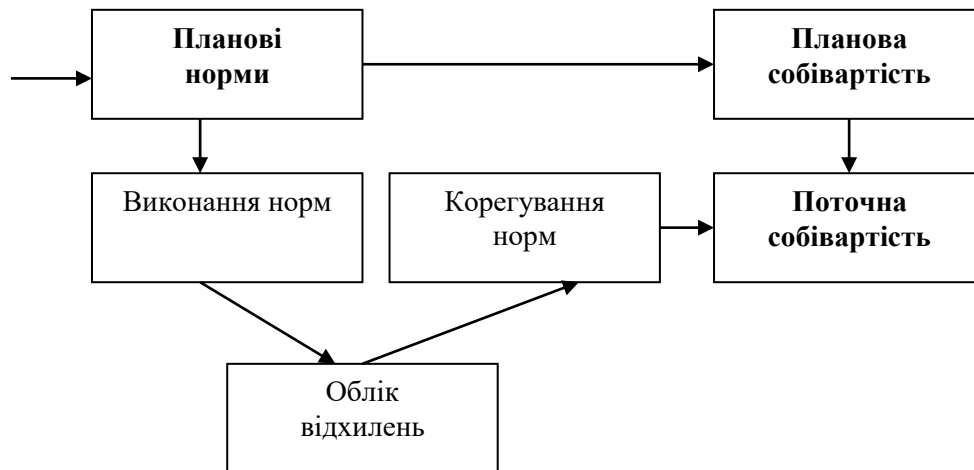 Планові
норми
Планова
собівартість
Виконання норм
Корегування
норм
Поточна
собівартість
Облік
відхилень